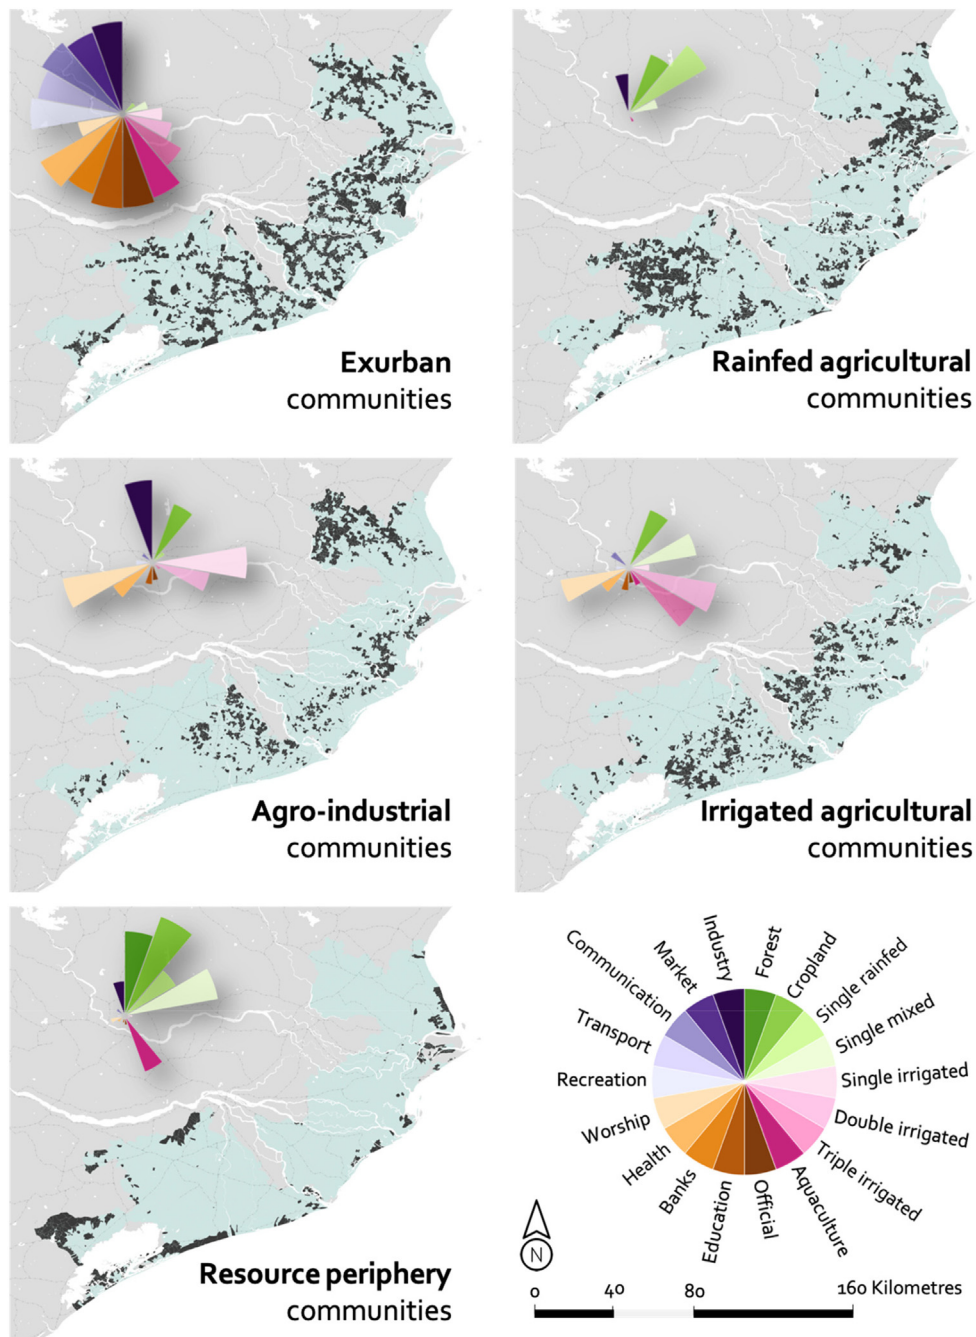 Exurban
communities
Rainfed agricultural
communities
Agro-industrial
communities
Irrigated agricultural
communities
Resource periphery
communities
Forest
Cropland
Single rainfed
Single mixed
Single irrigated
Double irrigated
Triple irrigated
Aquaculture
Official
Education
Banks
Health
Worship
Recreation
Transport
Communication
Market
Industry
N
0 40 80 160 Kilometres